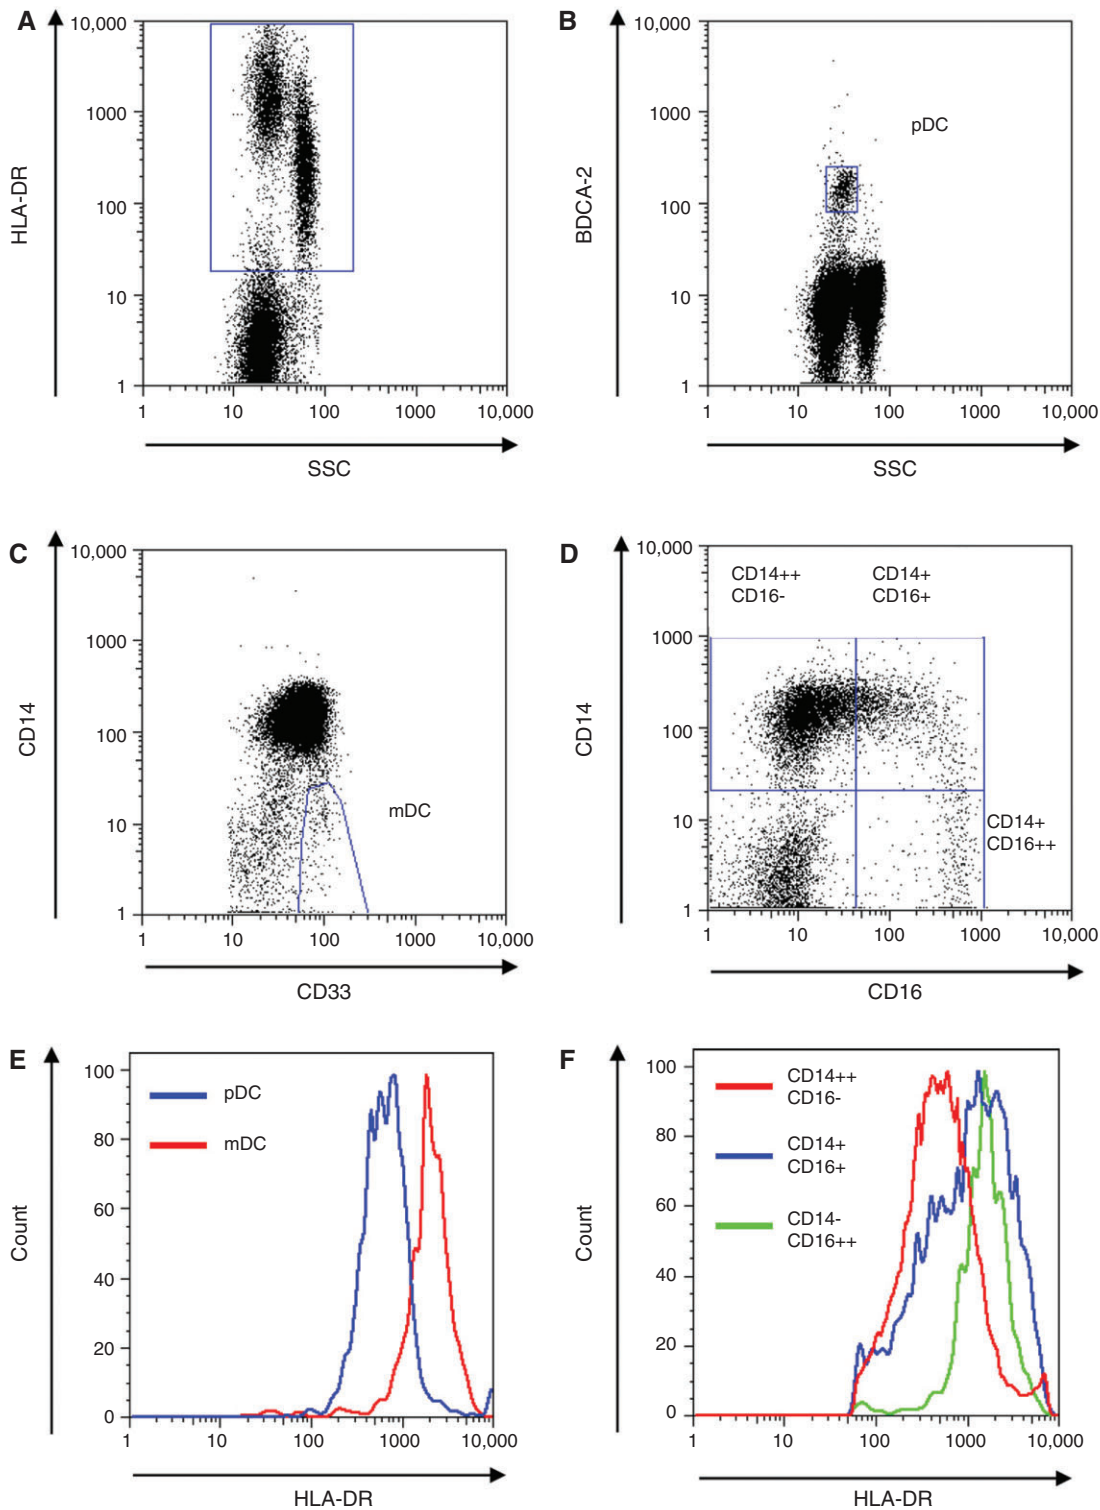 A
10,000
1000
100
10
1
HLA-DR
1 10 100 1000 10,000
SSC
B
10,000
1000
100
10
1
BDCA-2
pDC
1 10 100 1000 10,000
SSC
C
10,000
1000
100
10
1
CD14
mDC
1 10 100 1000 10,000
CD33
D
10,000
1000
100
10
1
CD14
CD14++
CD16-
CD14+
CD16+
CD14+
CD16++
1 10 100 1000 10,000
CD16
E
100
80
60
40
20
0
Count
pDC
mDC
1 10 100 1000 10,000
HLA-DR
F
100
80
60
40
20
0
Count
CD14++
CD16-
CD14+
CD16+
CD14-
CD16++
1 10 100 1000 10,000
HLA-DR